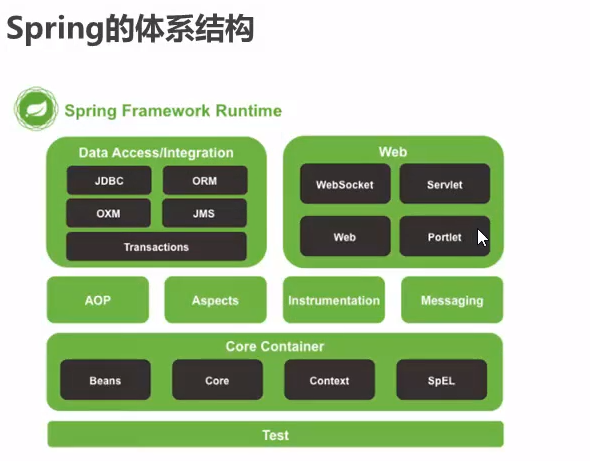 Spring的体系结构
Spring Framework Runtime
Data Access/Integration
JDBC
ORM
OXM
JMS
Transactions
Web
WebSocket
Servlet
Web
Portlet
AOP
Aspects
Instrumentation
Messaging
Core Container
Beans
Core
Context
SpEL
Test